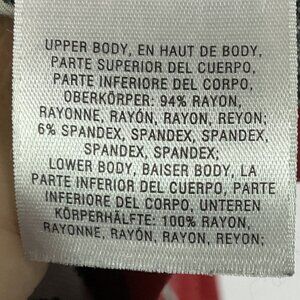 UPPER BODY, EN HAUT DE BODY,
PARTE SUPERIOR DEL CUERPO,
PARTE INFERIORE DEL CORPO,
OBERKÖRPER: 94% RAYON,
RAYONNE, RAYÓN, RAYON, REYON;
6% SPANDEX, SPANDEX, SPANDEX,
SPANDEX, SPANDEX;
LOWER BODY, BAISER BODY, LA
PARTE INFERIOR DEL CUERPO, PARTE
INFERIORE DEL CORPO, UNTEREN
KÖRPERHÄLFTE: 100% RAYON,
RAYONNE, RAYÓN, RAYON, REYON;